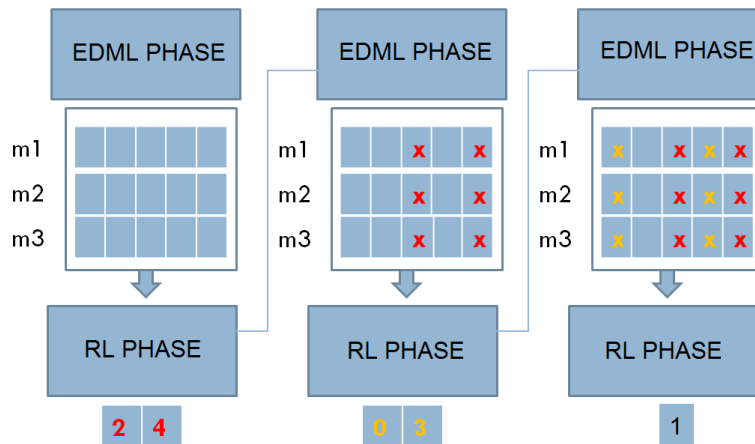 EDML PHASE EDML PHASE EDML PHASE
m1 m1 x x m1 x x x x
m2 m2 x x m2 x x x x
m3 m3 x x m3 x x x x
RL PHASE RL PHASE RL PHASE
2 4 0 3 1